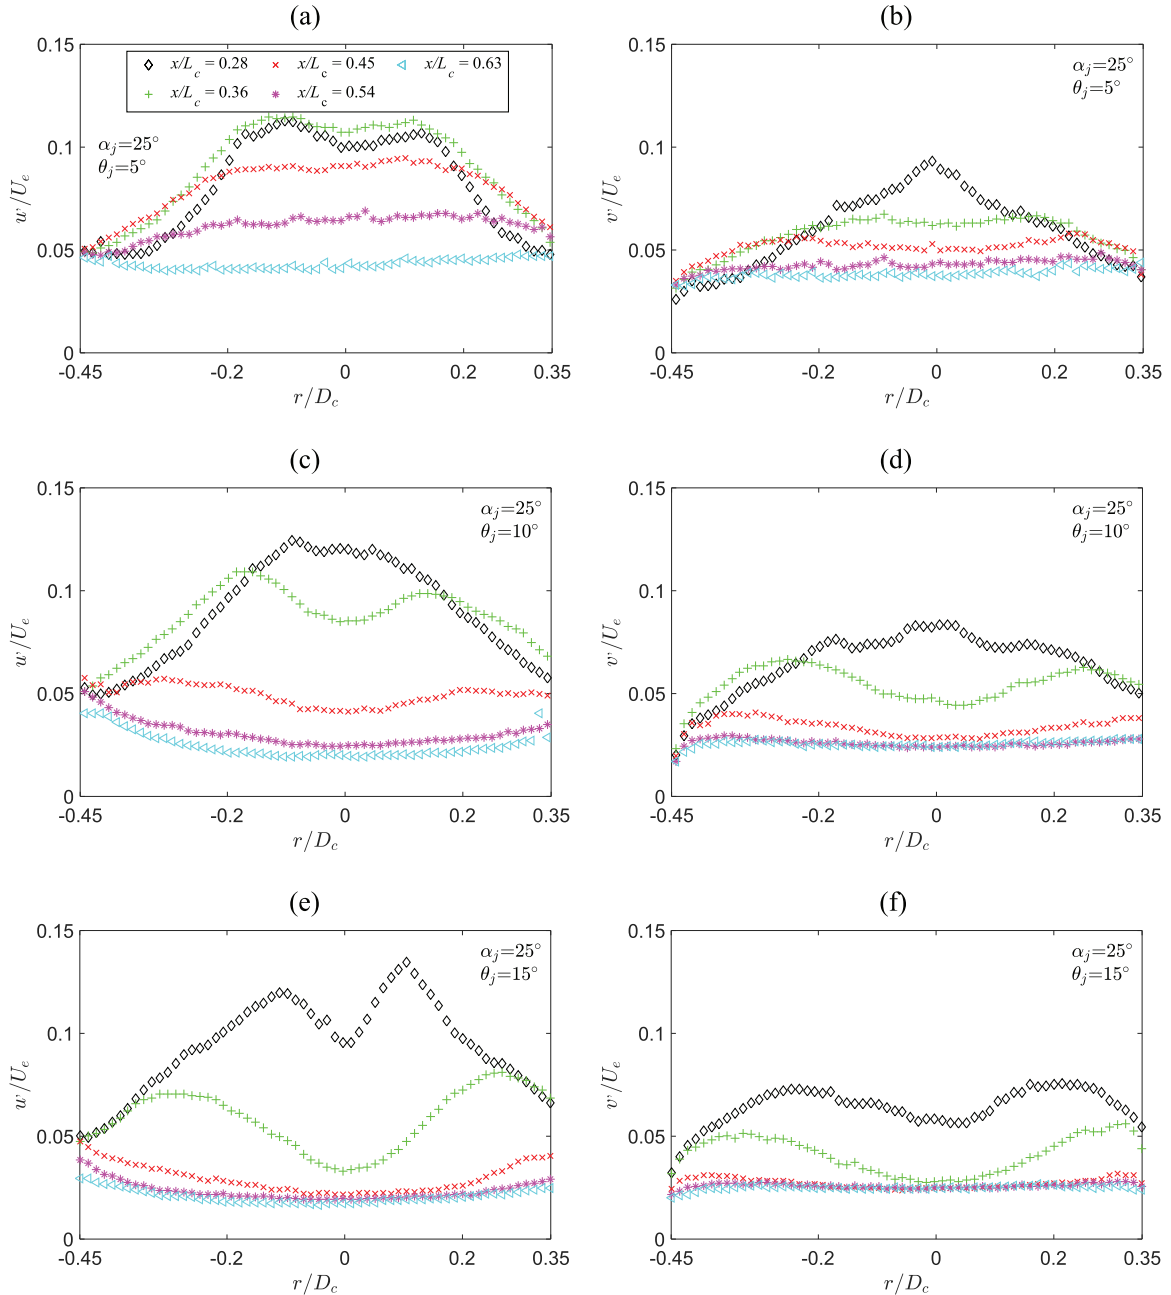 (a)
0.15
0.1
0.05
0
-0.45
-0.2
0
0.2
0.35
r/D_c
u'/U_e
x/L_c = 0.28
x/L_c = 0.45
x/L_c = 0.63
x/L_c = 0.36
x/L_c = 0.54
α_j=25°
θ_j=5°
(b)
0.15
0.1
0.05
0
-0.45
-0.2
0
0.2
0.35
r/D_c
v'/U_e
α_j=25°
θ_j=5°
(c)
0.15
0.1
0.05
0
-0.45
-0.2
0
0.2
0.35
r/D_c
u'/U_e
α_j=25°
θ_j=10°
(d)
0.15
0.1
0.05
0
-0.45
-0.2
0
0.2
0.35
r/D_c
v'/U_e
α_j=25°
θ_j=10°
(e)
0.15
0.1
0.05
0
-0.45
-0.2
0
0.2
0.35
r/D_c
u'/U_e
α_j=25°
θ_j=15°
(f)
0.15
0.1
0.05
0
-0.45
-0.2
0
0.2
0.35
r/D_c
v'/U_e
α_j=25°
θ_j=15°